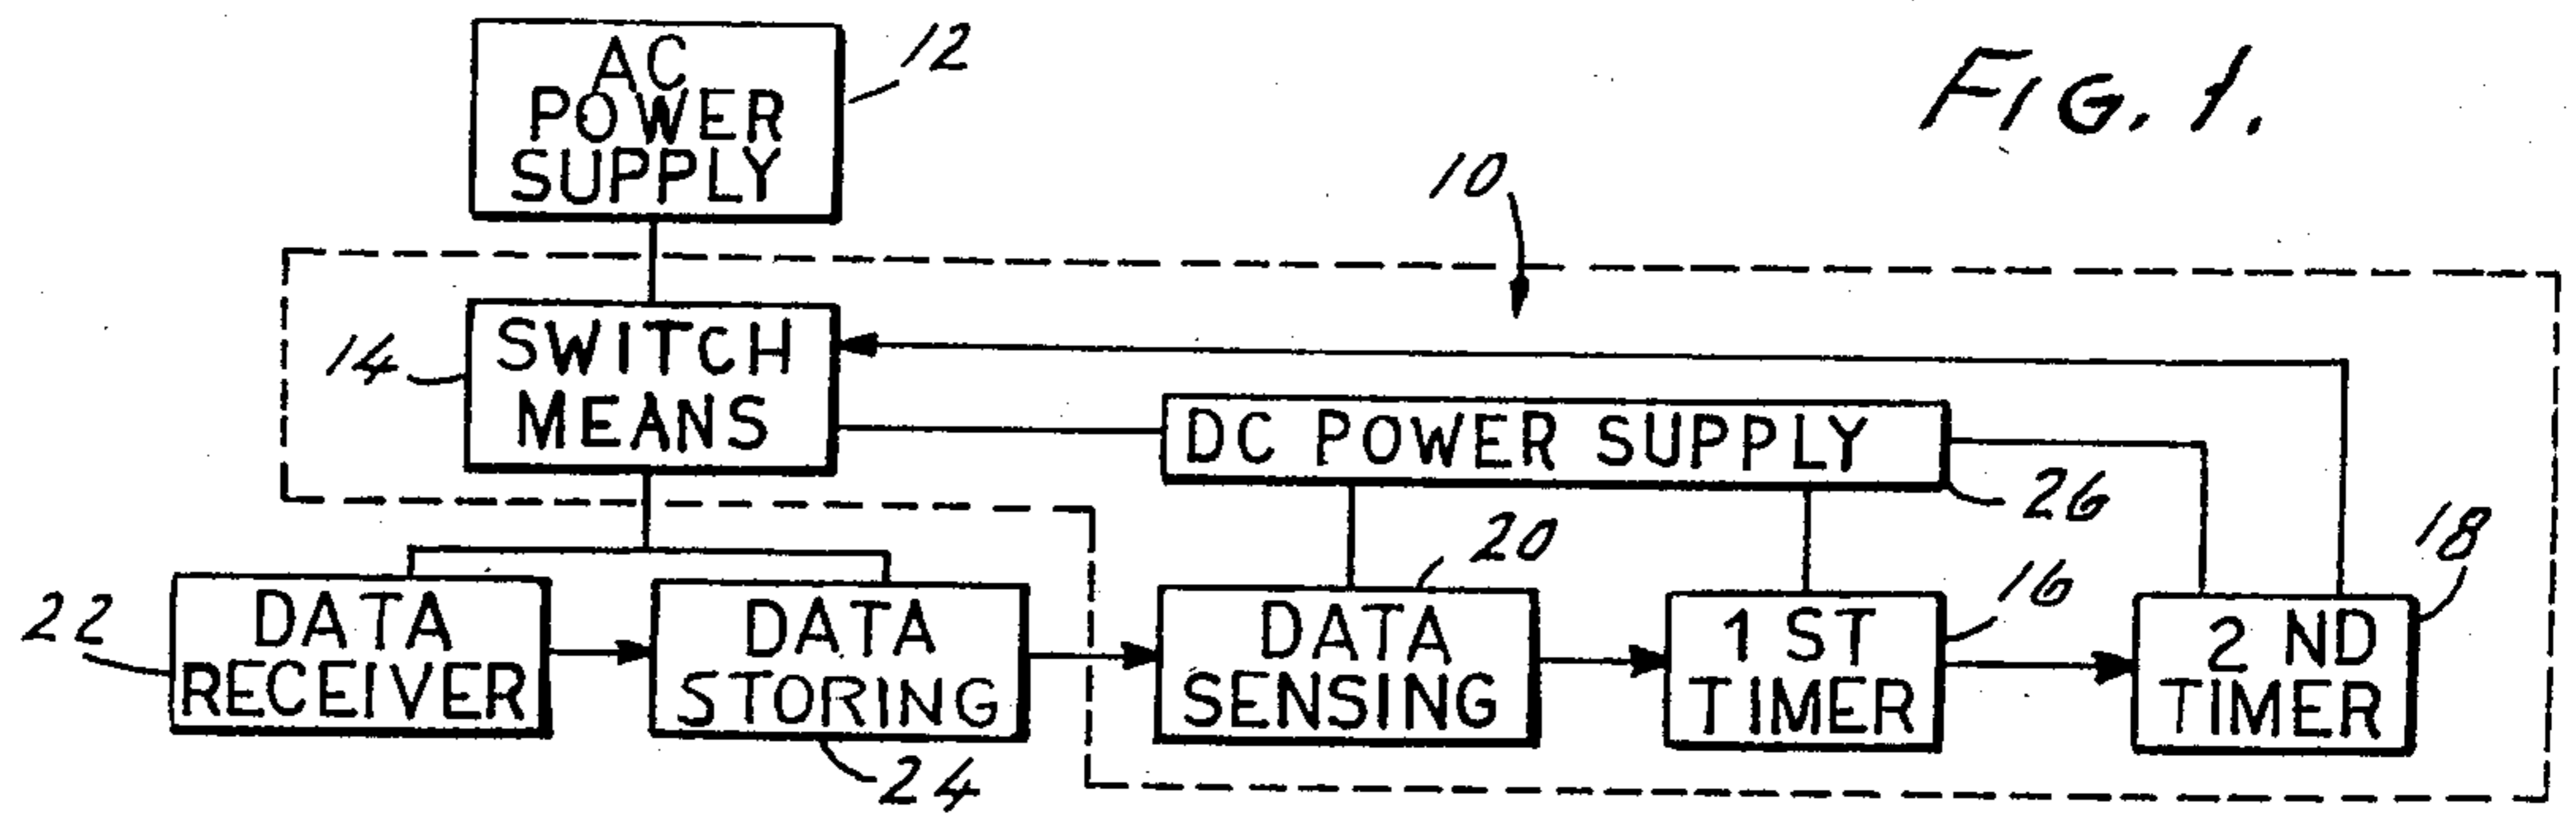 AC
POWER
SUPPLY
12
FIG. 1.
10
SWITCH
MEANS
14
DC POWER SUPPLY
26
20
16
18
22
DATA
RECEIVER
DATA
STORING
24
DATA
SENSING
1 ST
TIMER
2 ND
TIMER